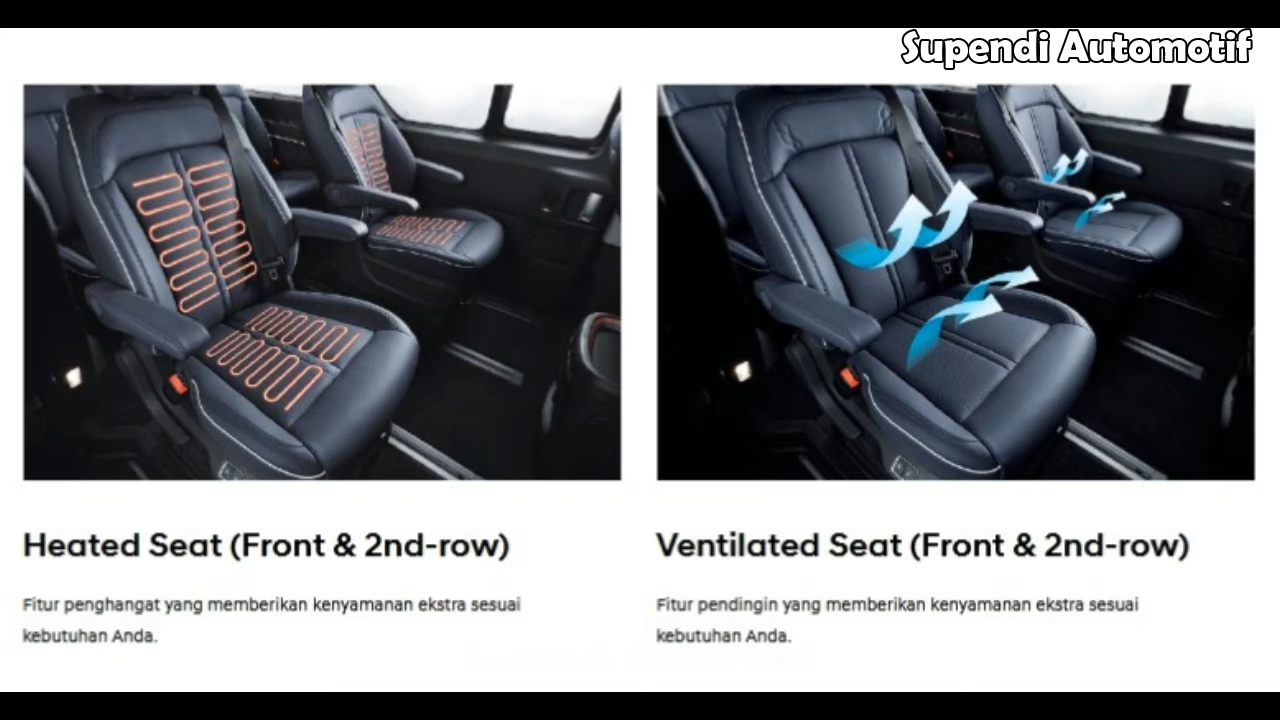 Supendi Automotif
Heated Seat (Front & 2nd-row)
Fitur penghangat yang memberikan kenyamanan ekstra sesuai
kebutuhan Anda.
Ventilated Seat (Front & 2nd-row)
Fitur pendingin yang memberikan kenyamanan ekstra sesuai
kebutuhan Anda.